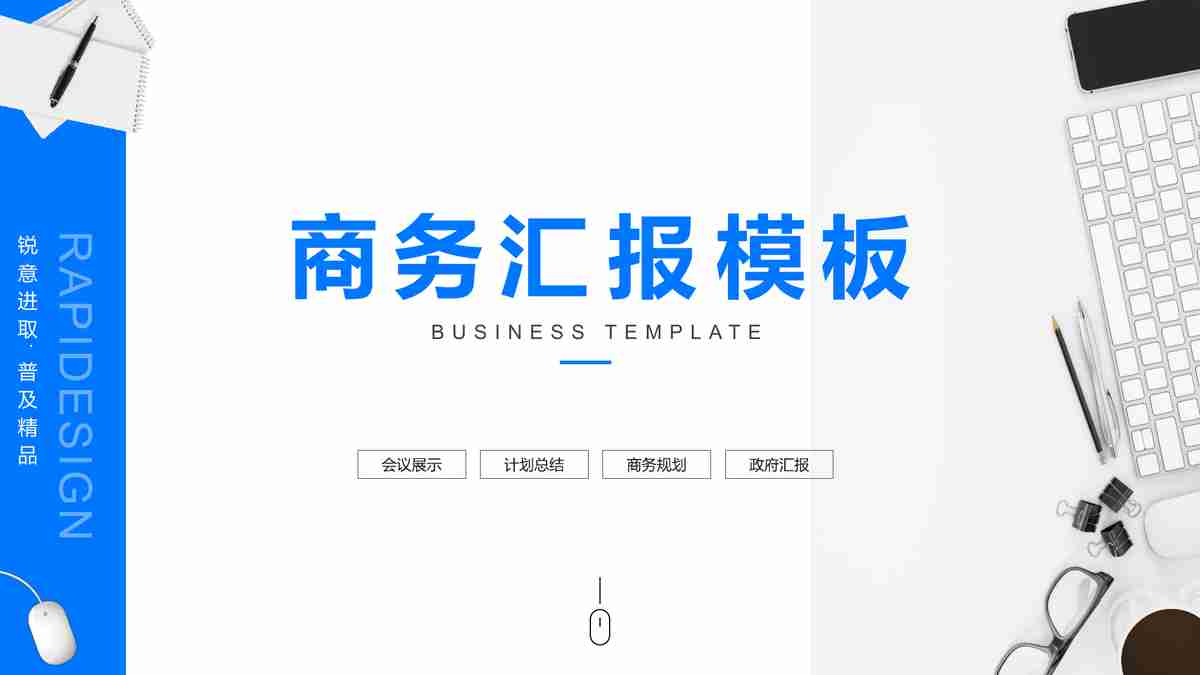 锐意进取·普及精品
RAPIDESIGN
商务汇报模板
BUSINESS TEMPLATE
会议展示
计划总结
商务规划
政府汇报